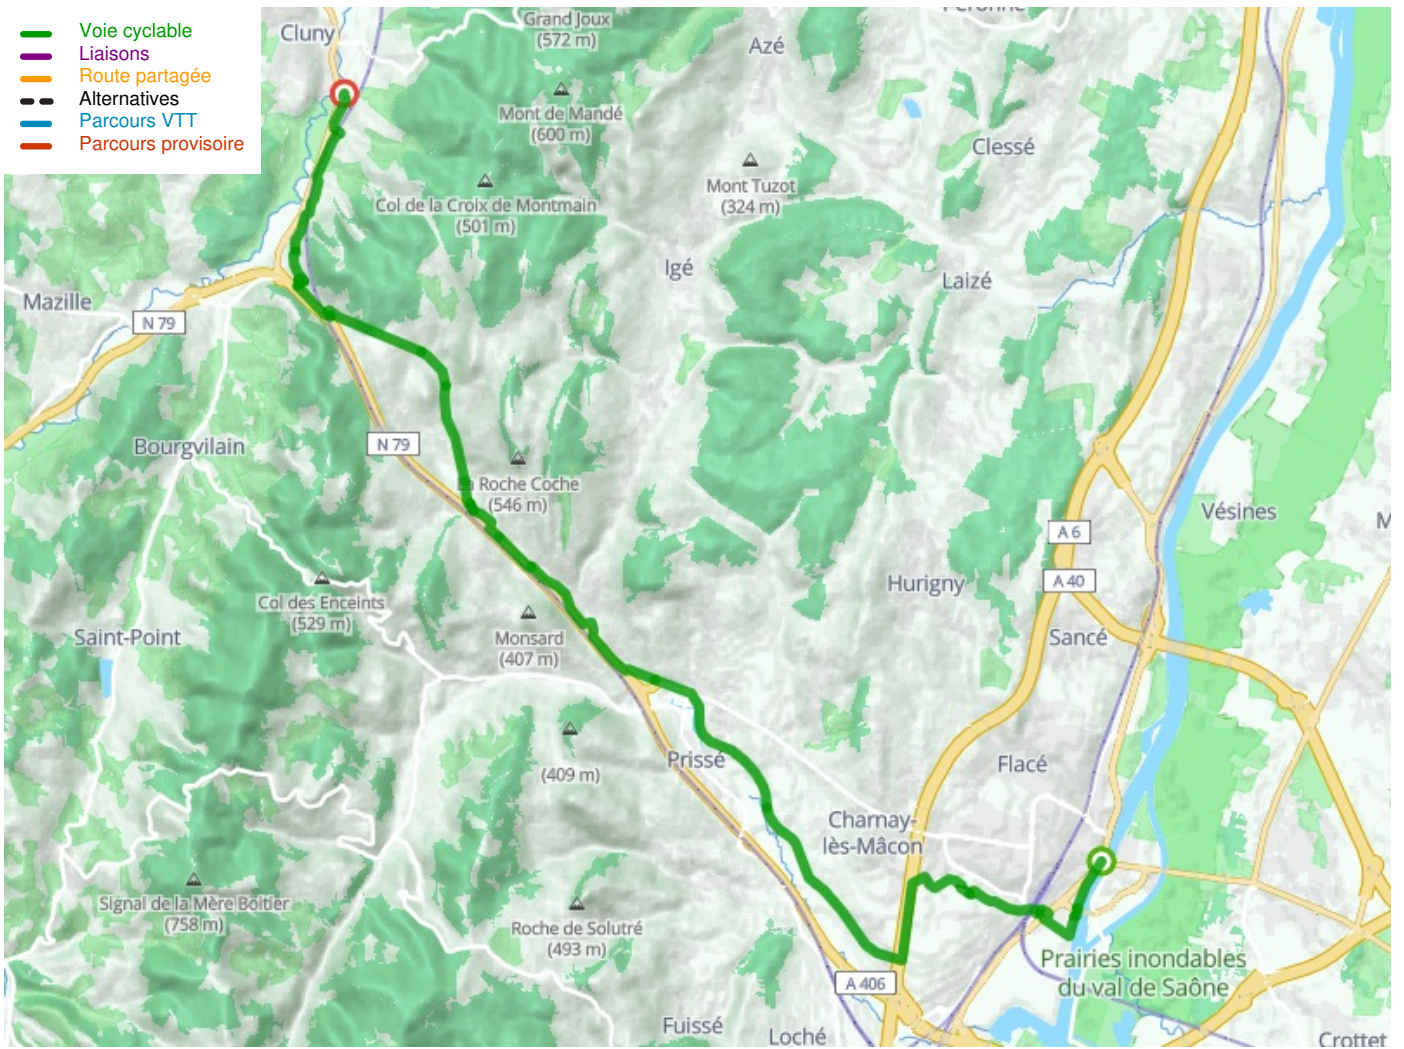 Voie cyclable
Liaisons
Route partagée
Alternatives
Parcours VTT
Parcours provisoire
Cluny
Grand Joux
(572 m)
Azé
Mont de Mandé
(600 m)
Clessé
Mont Tuzot
(324 m)
Col de la Croix de Montmain
(501 m)
Igé
Laizé
Mazille
N 79
Bourgvilain
N 79
La Roche Coche
(546 m)
Vésines
A 6
A 40
Hurigny
Col des Enceints
(529 m)
Saint-Point
Monsard
(407 m)
Sancé
Prissé
(409 m)
Flacé
Charnay-
lès-Mâcon
Signal de la Mère Boitier
(758 m)
Roche de Solutré
(493 m)
Prairies inondables
du val de Saône
A 406
Fuissé
Loché
Crottet